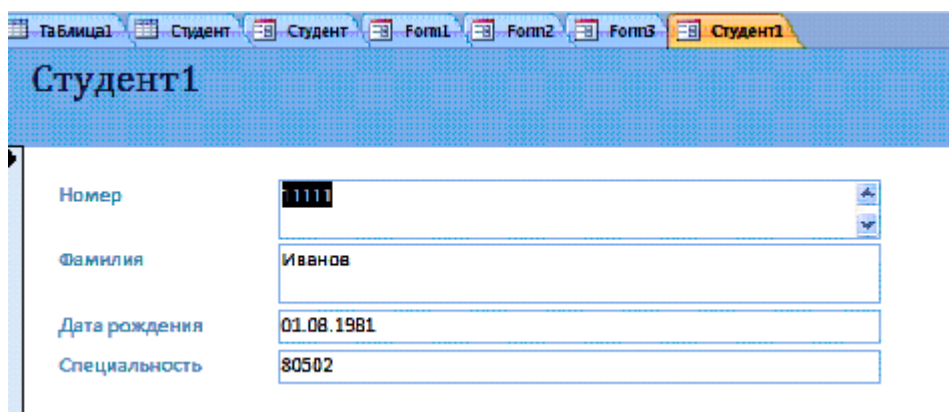 Таблица1 Студент Студент Form1 Form2 Form3 Студент1
Студент1
Номер 11111
Фамилия Иванов
Дата рождения 01.08.1981
Специальность 80502